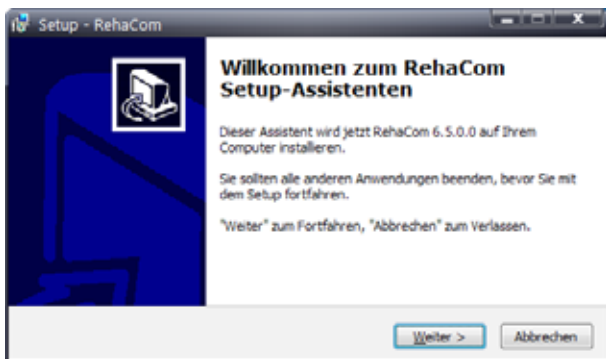 Setup - RehaCom
Willkommen zum RehaCom
Setup-Assistenten
Dieser Assistent wird jetzt RehaCom 6.5.0.0 auf Ihrem
Computer installieren.
Sie sollten alle anderen Anwendungen beenden, bevor Sie mit
dem Setup fortfahren.
"Weiter" zum Fortfahren, "Abbrechen" zum Verlassen.
Weiter > Abbrechen